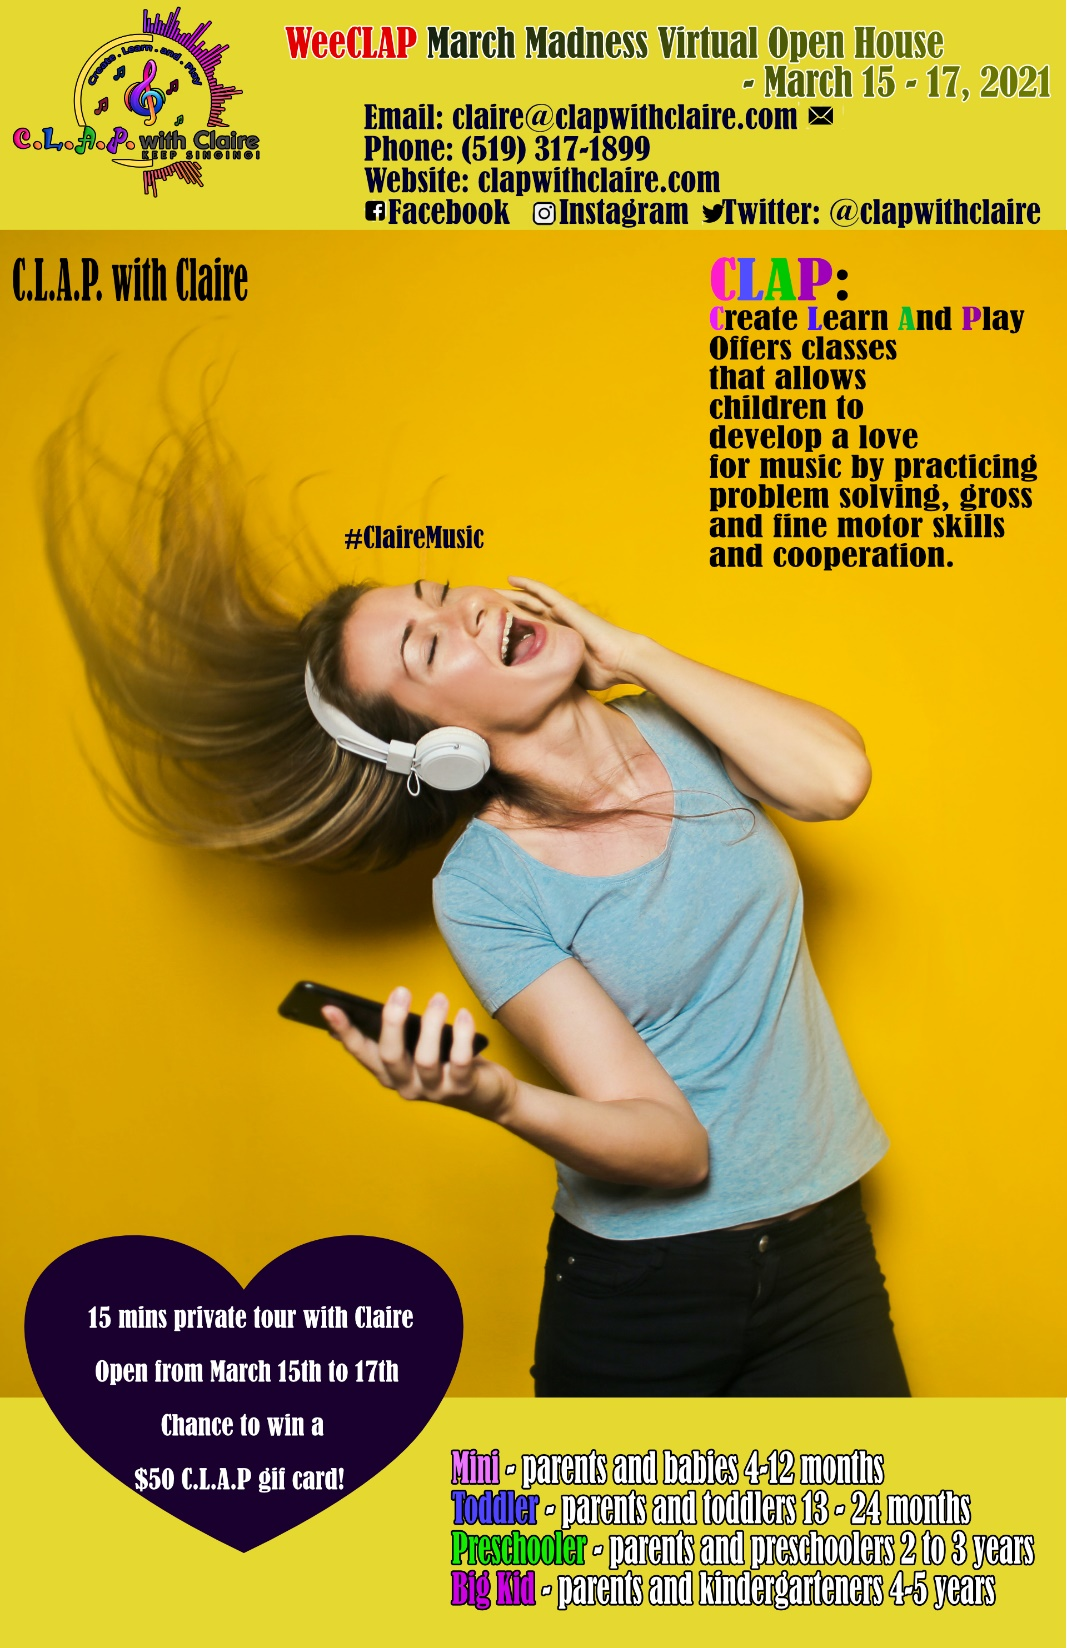 Create . Learn . and . Play
C.L.A.P. with Claire
KEEP SINGING!
WeeCLAP March Madness Virtual Open House
- March 15 - 17, 2021
Email: claire@clapwithclaire.com
Phone: (519) 317-1899
Website: clapwithclaire.com
Facebook Instagram Twitter: @clapwithclaire
C.L.A.P. with Claire
CLAP:
Create Learn And Play
Offers classes
that allows
children to
develop a love
for music by practicing
problem solving, gross
and fine motor skills
and cooperation.
#ClaireMusic
15 mins private tour with Claire
Open from March 15th to 17th
Chance to win a
$50 C.L.A.P gif card!
Mini - parents and babies 4-12 months
Toddler - parents and toddlers 13 - 24 months
Preschooler - parents and preschoolers 2 to 3 years
Big Kid - parents and kindergarteners 4-5 years